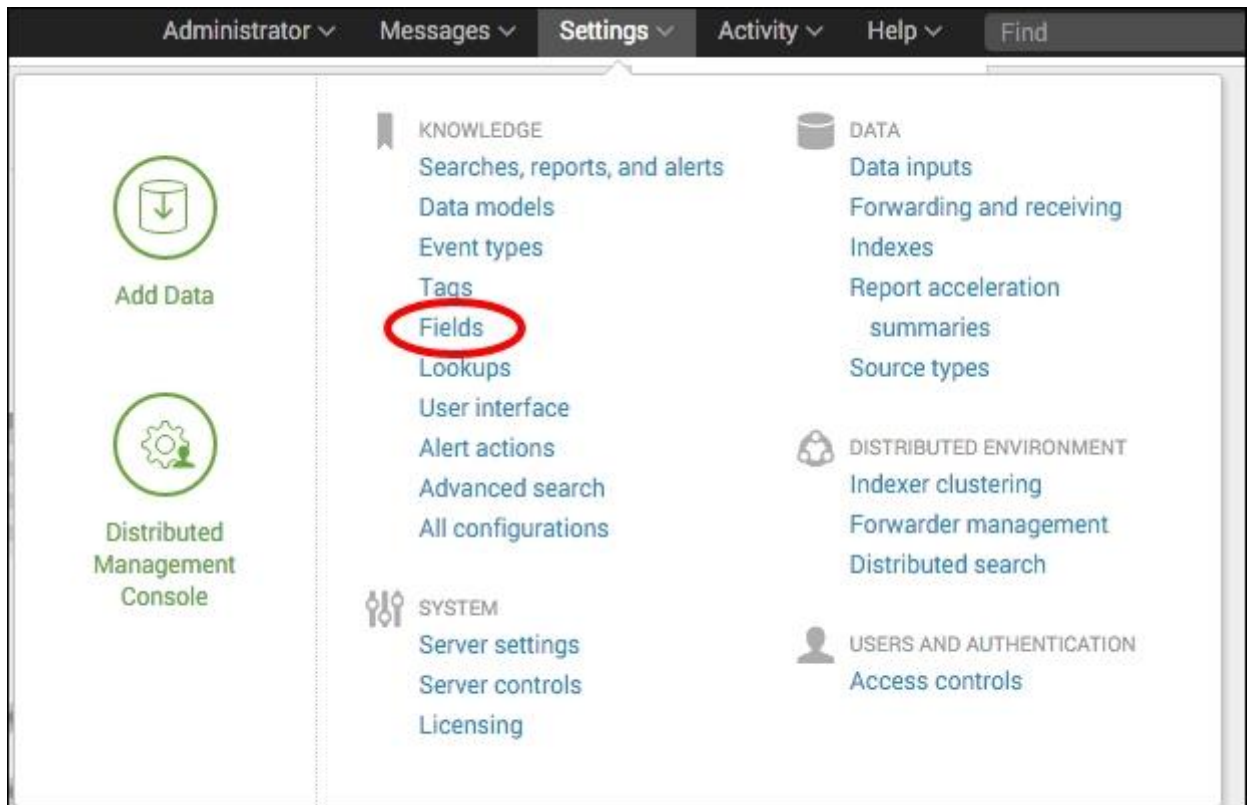 Administrator Messages Settings Activity Help Find
Add Data
Distributed
Management
Console
KNOWLEDGE
Searches, reports, and alerts
Data models
Event types
Tags
Fields
Lookups
User interface
Alert actions
Advanced search
All configurations
SYSTEM
Server settings
Server controls
Licensing
DATA
Data inputs
Forwarding and receiving
Indexes
Report acceleration
summaries
Source types
DISTRIBUTED ENVIRONMENT
Indexer clustering
Forwarder management
Distributed search
USERS AND AUTHENTICATION
Access controls